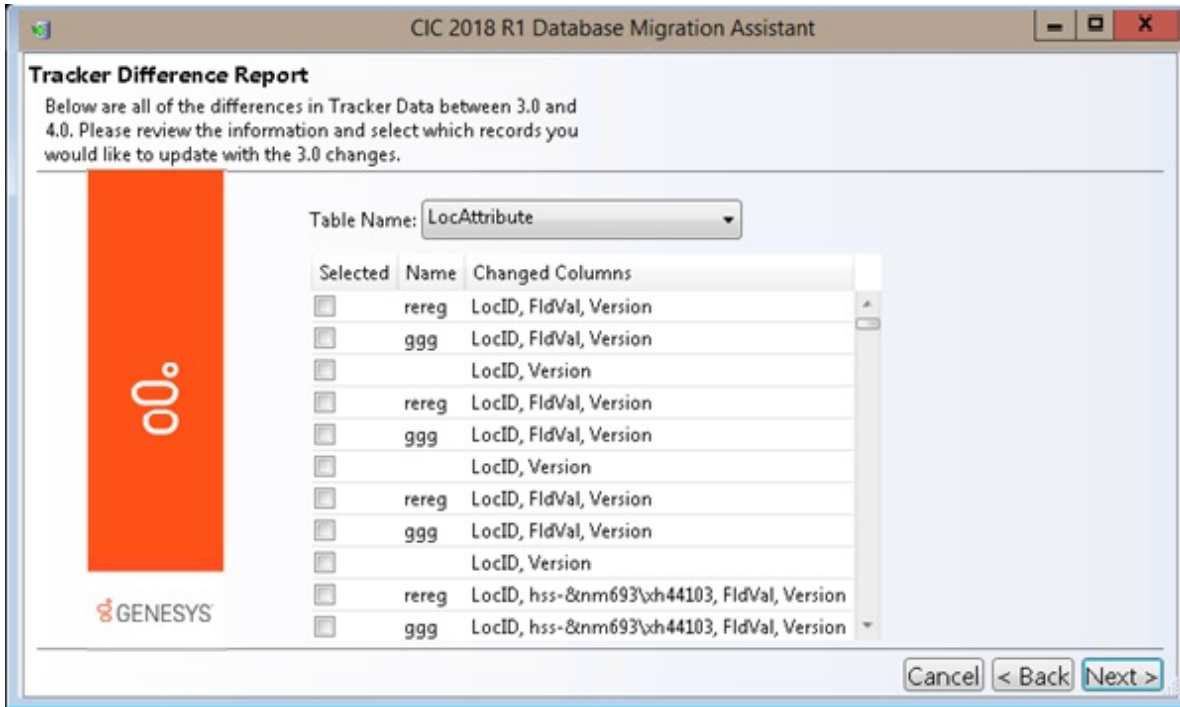 CIC 2018 R1 Database Migration Assistant
Tracker Difference Report
Below are all of the differences in Tracker Data between 3.0 and
4.0. Please review the information and select which records you
would like to update with the 3.0 changes.
Table Name: LocAttribute
Selected Name Changed Columns
rereg LocID, FldVal, Version
ggg LocID, FldVal, Version
LocID, Version
rereg LocID, FldVal, Version
ggg LocID, FldVal, Version
LocID, Version
rereg LocID, FldVal, Version
ggg LocID, FldVal, Version
LocID, Version
rereg LocID, hss-&nm693\xh44103, FldVal, Version
ggg LocID, hss-&nm693\xh44103, FldVal, Version
GENESYS
Cancel < Back Next >